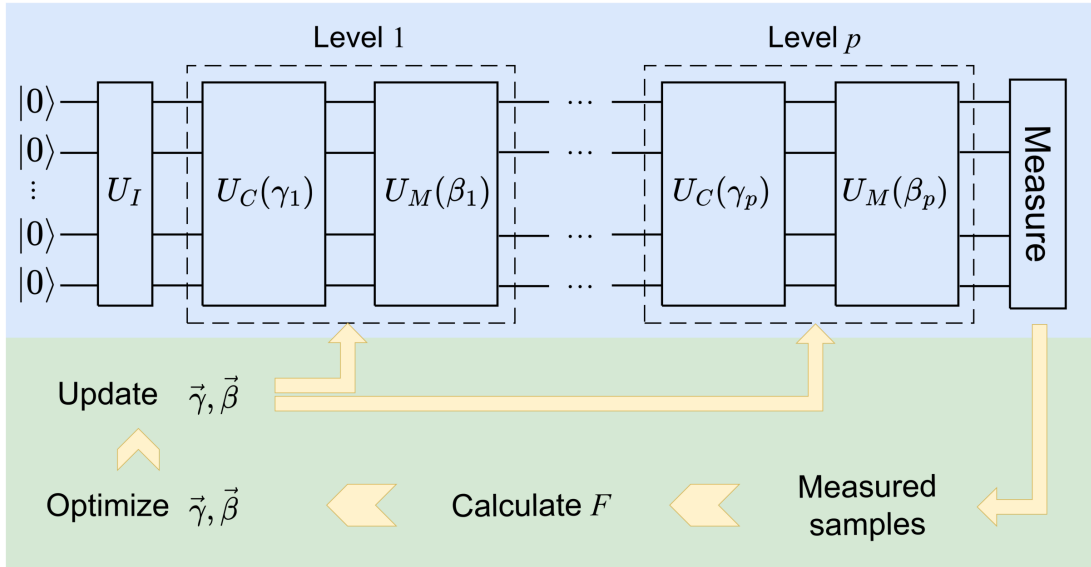 Level 1 Level p
|0⟩ ... ...
|0⟩ ... ...
⋮ U_I U_C(γ_1) U_M(β_1) U_C(γ_p) U_M(β_p) Measure
|0⟩ ... ...
|0⟩ ... ...
Update γ⃗, β⃗
Optimize γ⃗, β⃗ Calculate F Measured
samples